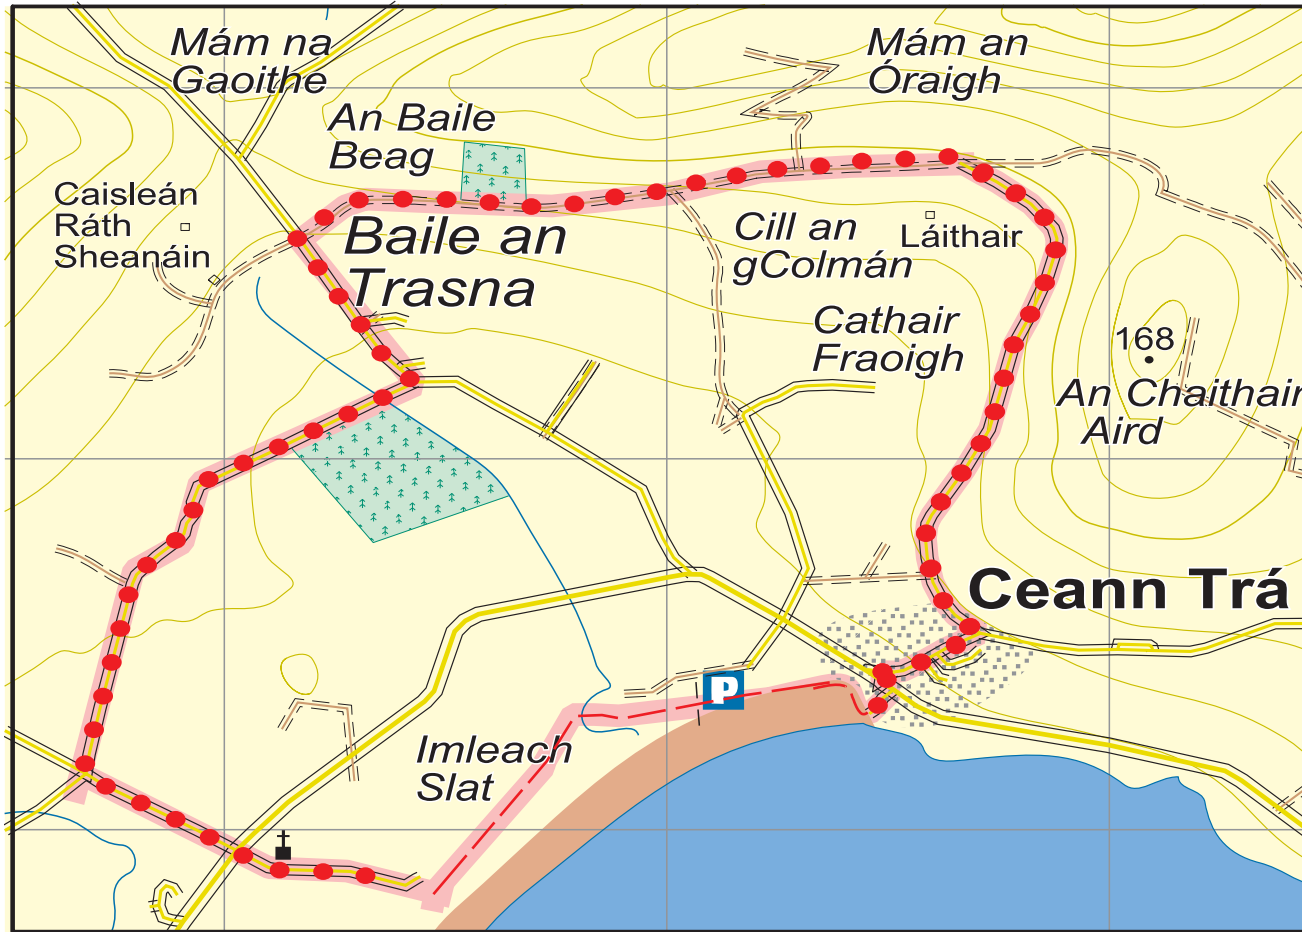 Mám na
Gaoithe
Mám an
Óraigh
An Baile
Beag
Caisleán
Ráth
Sheanáin
Baile an
Trasna
Cill an
gColmán
Láithair
Cathair
Fraoigh
168
An Chaithair
Aird
Ceann Trá
P
Imleach
Slat